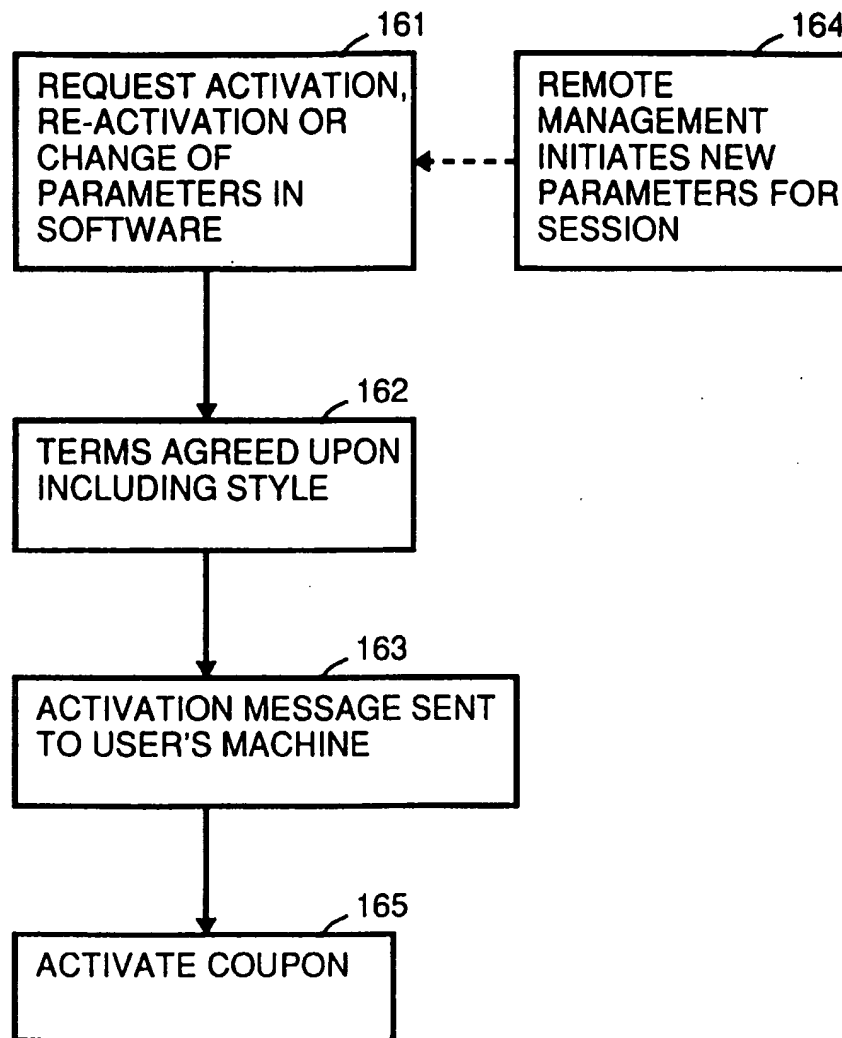 161
REQUEST ACTIVATION,
RE-ACTIVATION OR
CHANGE OF
PARAMETERS IN
SOFTWARE
164
REMOTE
MANAGEMENT
INITIATES NEW
PARAMETERS FOR
SESSION
162
TERMS AGREED UPON
INCLUDING STYLE
163
ACTIVATION MESSAGE SENT
TO USER'S MACHINE
165
ACTIVATE COUPON